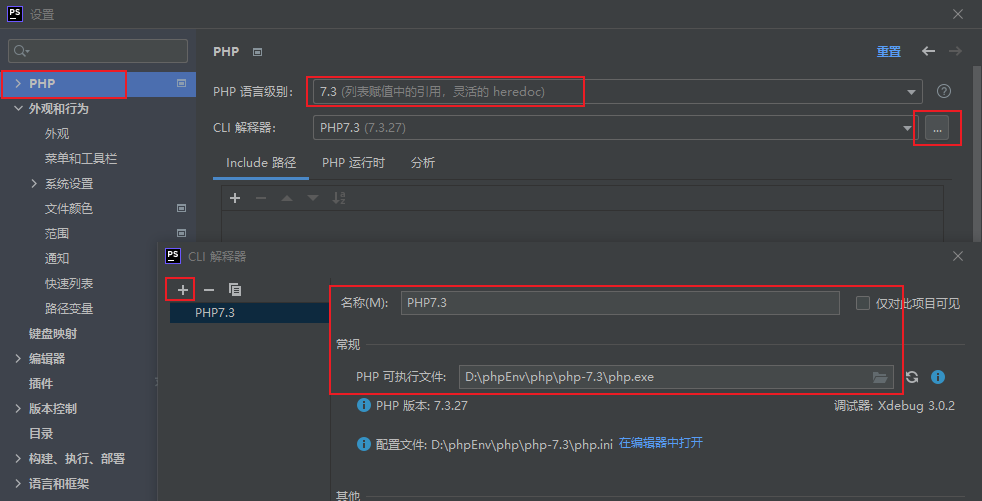 PS 设置
PHP
重置
PHP
PHP 语言级别：
7.3 (列表赋值中的引用，灵活的 heredoc)
外观和行为
CLI 解释器：
PHP7.3 (7.3.27)
...
外观
菜单和工具栏
Include 路径
PHP 运行时
分析
系统设置
文件颜色
范围
通知
PS CLI 解释器
快速列表
路径变量
PHP7.3
名称(M):
PHP7.3
仅对此项目可见
键盘映射
常规
编辑器
插件
PHP 可执行文件:
D:\phpEnv\php\php-7.3\php.exe
版本控制
PHP 版本: 7.3.27
调试器: Xdebug 3.0.2
目录
配置文件: D:\phpEnv\php\php-7.3\php.ini 在编辑器中打开
构建、执行、部署
语言和框架
其他